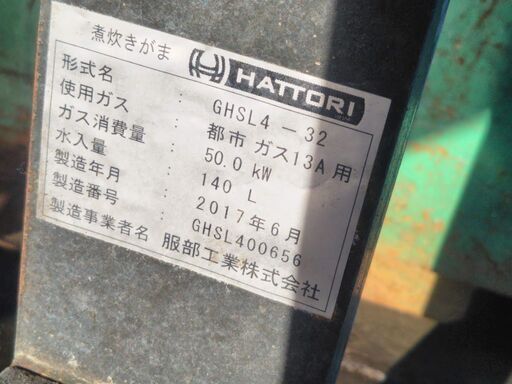 煮炊きがま HATTORI
形式名 : GHSL4-32
使用ガス : 都市ガス13A用
ガス消費量 : 50.0 kW
水入量 : 140 L
製造年月 : 2017年6月
製造番号 : GHSL400656
製造事業者名 服部工業株式会社